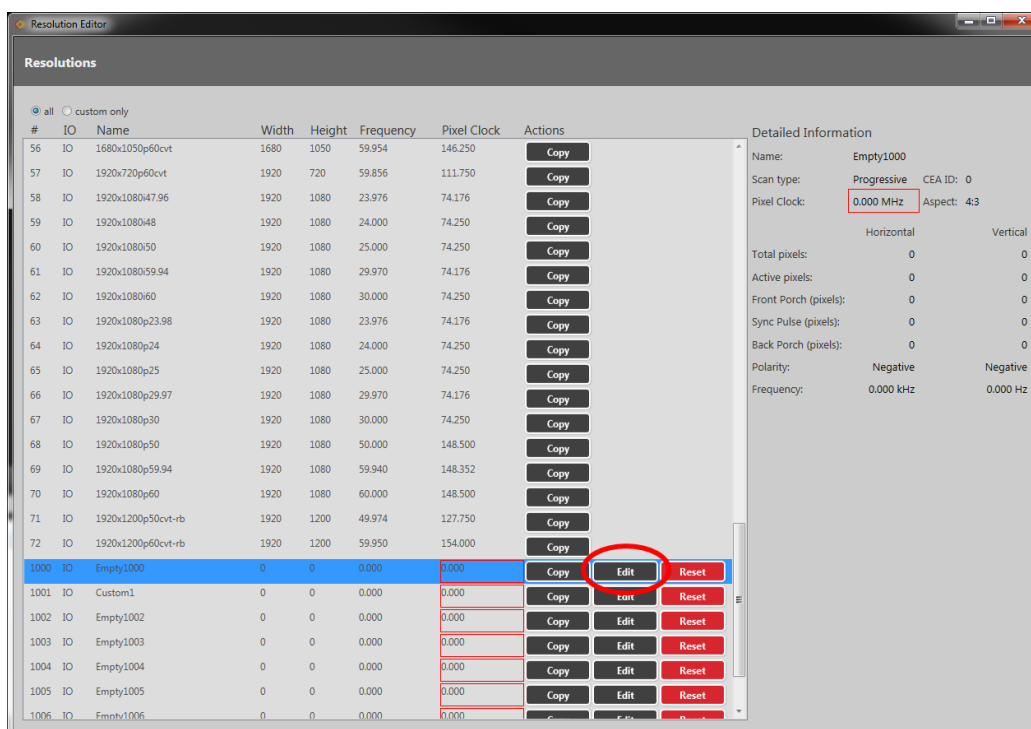 Resolution Editor
Resolutions
all custom only
# IO Name Width Height Frequency Pixel Clock Actions
56 IO 1680x1050p60cvt 1680 1050 59.954 146.250 Copy
57 IO 1920x720p60cvt 1920 720 59.856 111.750 Copy
58 IO 1920x1080i47.96 1920 1080 23.976 74.176 Copy
59 IO 1920x1080i48 1920 1080 24.000 74.250 Copy
60 IO 1920x1080i50 1920 1080 25.000 74.250 Copy
61 IO 1920x1080i59.94 1920 1080 29.970 74.176 Copy
62 IO 1920x1080i60 1920 1080 30.000 74.250 Copy
63 IO 1920x1080p23.98 1920 1080 23.976 74.176 Copy
64 IO 1920x1080p24 1920 1080 24.000 74.250 Copy
65 IO 1920x1080p25 1920 1080 25.000 74.250 Copy
66 IO 1920x1080p29.97 1920 1080 29.970 74.176 Copy
67 IO 1920x1080p30 1920 1080 30.000 74.250 Copy
68 IO 1920x1080p50 1920 1080 50.000 148.500 Copy
69 IO 1920x1080p59.94 1920 1080 59.940 148.352 Copy
70 IO 1920x1080p60 1920 1080 60.000 148.500 Copy
71 IO 1920x1200p50cvt-rb 1920 1200 49.974 127.750 Copy
72 IO 1920x1200p60cvt-rb 1920 1200 59.950 154.000 Copy
1000 IO Empty1000 0 0 0.000 0.000 Copy Edit Reset
1001 IO Custom1 0 0 0.000 0.000 Copy Edit Reset
1002 IO Empty1002 0 0 0.000 0.000 Copy Edit Reset
1003 IO Empty1003 0 0 0.000 0.000 Copy Edit Reset
1004 IO Empty1004 0 0 0.000 0.000 Copy Edit Reset
1005 IO Empty1005 0 0 0.000 0.000 Copy Edit Reset
1006 IO Empty1006 0 0 0.000 0.000 Copy Edit Reset
Detailed Information
Name: Empty1000
Scan type: Progressive CEA ID: 0
Pixel Clock: 0.000 MHz Aspect: 4:3
Horizontal Vertical
Total pixels: 0 0
Active pixels: 0 0
Front Porch (pixels): 0 0
Sync Pulse (pixels): 0 0
Back Porch (pixels): 0 0
Polarity: Negative Negative
Frequency: 0.000 kHz 0.000 Hz